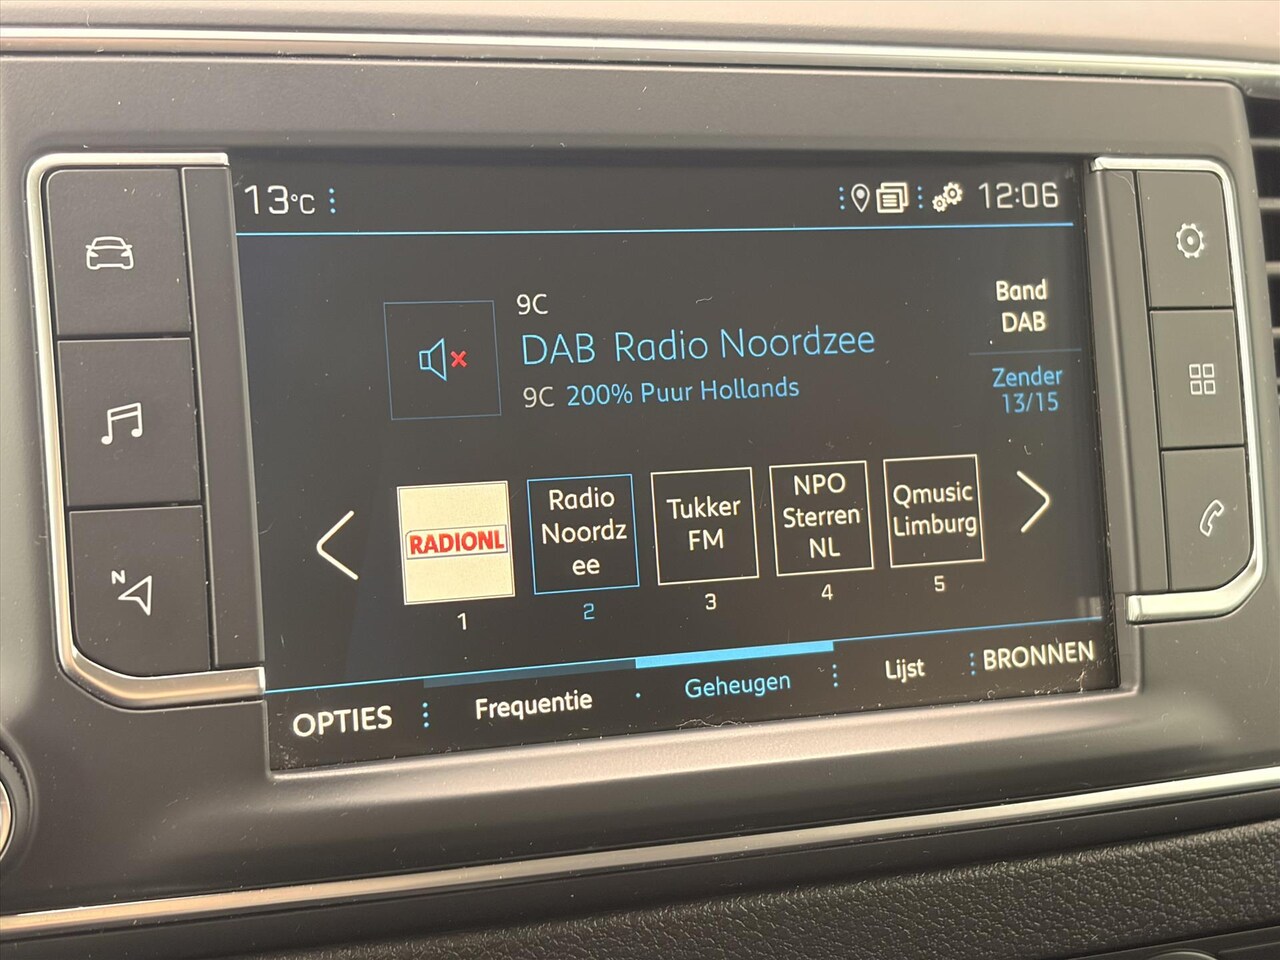 13°C
12:06
9C
DAB Radio Noordzee
9C 200% Puur Hollands
Band
DAB
Zender
13/15
RADIONL
1
Radio
Noordz
ee
2
Tukker
FM
3
NPO
Sterren
NL
4
Qmusic
Limburg
5
OPTIES
Frequentie
Geheugen
Lijst
BRONNEN
N